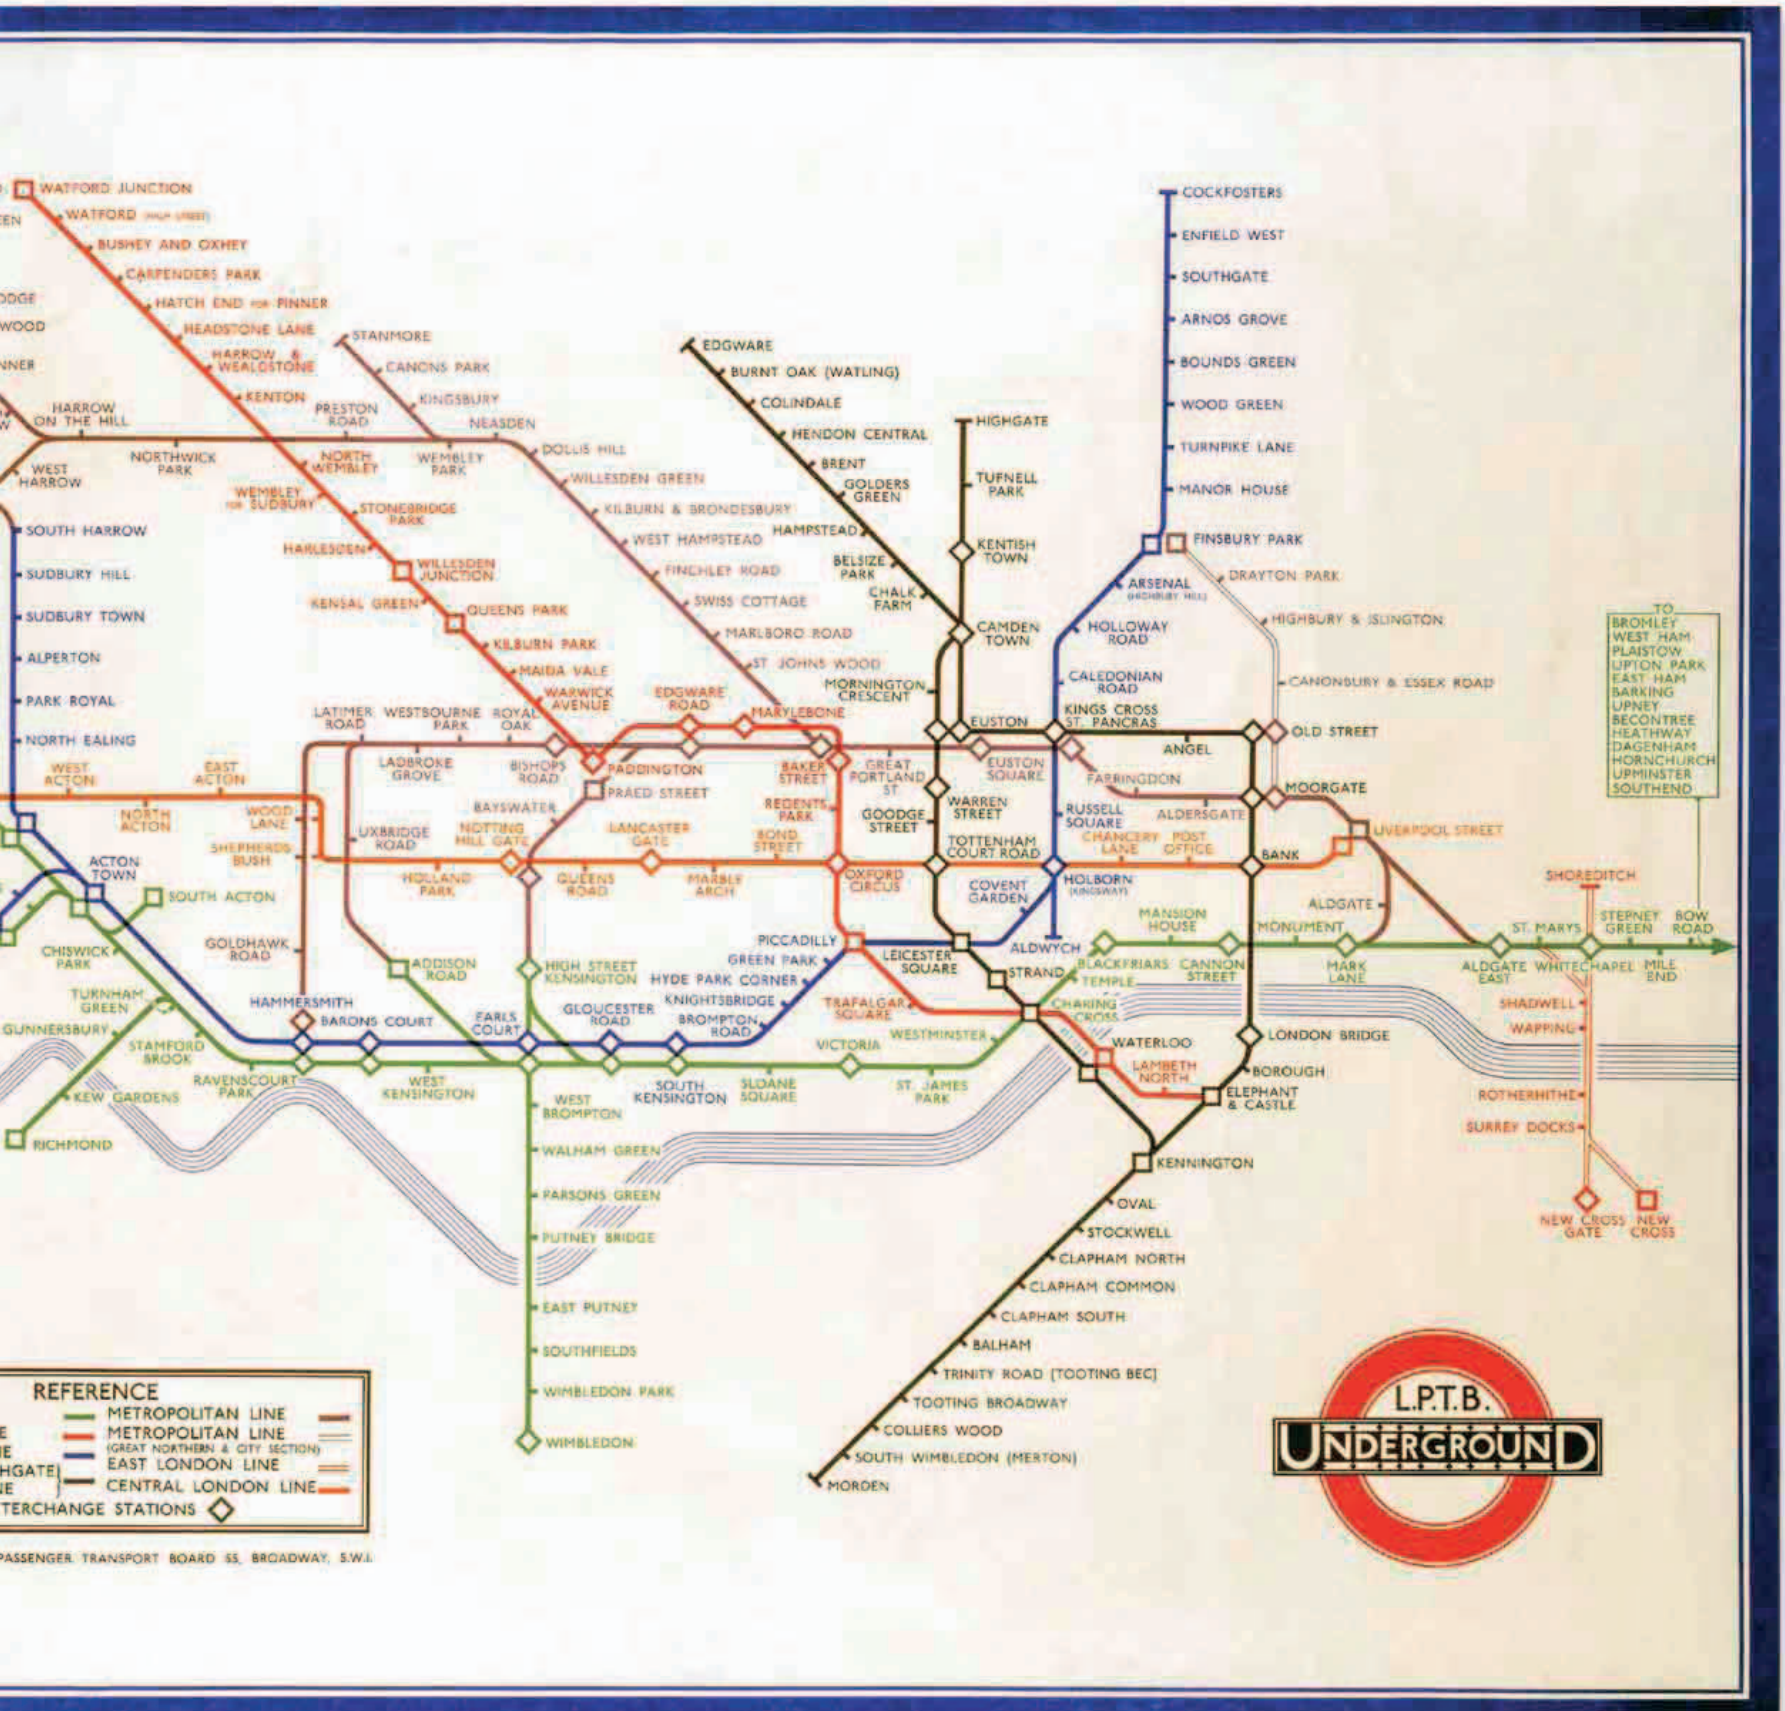 WATFORD JUNCTION
WATFORD (HIGH STREET)
BUSHEY AND OXHEY
CARPENDERS PARK
HATCH END FOR PINNER
HEADSTONE LANE
HARROW &
WEALDSTONE
KENTON
STANMORE
CANONS PARK
KINGSBURY
NEASDEN
PRESTON
ROAD
HARROW
ON THE HILL
WEST
HARROW
NORTHWICK
PARK
NORTH
WEMBLEY
WEMBLEY
PARK
WEMBLEY
FOR SUDBURY
STONEBRIDGE
PARK
HARLESDEN
WILLESDEN
JUNCTION
KENSAL GREEN
QUEENS PARK
KILBURN PARK
MAIDA VALE
WARWICK
AVENUE
DOLLIS HILL
WILLESDEN GREEN
KILBURN & BRONDESBURY
WEST HAMPSTEAD
FINCHLEY ROAD
SWISS COTTAGE
MARLBORO ROAD
ST JOHNS WOOD
EDGWARE
BURNT OAK (WATLING)
COLINDALE
HENDON CENTRAL
BRENT
GOLDERS
GREEN
HAMPSTEAD
BELSIZE
PARK
CHALK
FARM
HIGHGATE
TUFNELL
PARK
KENTISH
TOWN
CAMDEN
TOWN
MORNINGTON
CRESCENT
COCKFOSTERS
ENFIELD WEST
SOUTHGATE
ARNOS GROVE
BOUNDS GREEN
WOOD GREEN
TURNPIKE LANE
MANOR HOUSE
FINSBURY PARK
ARSENAL
(HIGHBURY HILL)
DRAYTON PARK
HOLLOWAY
ROAD
HIGHBURY & ISLINGTON
CALEDONIAN
ROAD
CANONBURY & ESSEX ROAD
KINGS CROSS
ST. PANCRAS
EUSTON
ANGEL
OLD STREET
TO
BROMLEY
WEST HAM
PLAISTOW
UPTON PARK
EAST HAM
BARKING
UPNEY
BECONTREE
HEATHWAY
DAGENHAM
HORNCHURCH
UPMINSTER
SOUTHEND
SOUTH HARROW
SUDBURY HILL
SUDBURY TOWN
ALPERTON
PARK ROYAL
NORTH EALING
WEST
ACTON
EAST
ACTON
NORTH
ACTON
WOOD
LANE
SHEPHERDS
BUSH
LATIMER
ROAD
WESTBOURNE
PARK
ROYAL
OAK
LADBROKE
GROVE
BISHOPS
ROAD
PADDINGTON
EDGWARE
ROAD
MARYLEBONE
BAKER
STREET
GREAT
PORTLAND
ST
EUSTON
SQUARE
FARRINGDON
ALDERSGATE
MOORGATE
LIVERPOOL STREET
PRAED STREET
BAYSWATER
UXBRIDGE
ROAD
NOTTING
HILL GATE
LANCASTER
GATE
BOND
STREET
REGENTS
PARK
GOODGE
STREET
WARREN
STREET
RUSSELL
SQUARE
TOTTENHAM
COURT ROAD
CHANCERY
LANE
POST
OFFICE
BANK
HOLLAND
PARK
QUEENS
ROAD
MARBLE
ARCH
OXFORD
CIRCUS
COVENT
GARDEN
HOLBORN
(KINGSWAY)
ACTON
TOWN
SOUTH ACTON
CHISWICK
PARK
TURNHAM
GREEN
GUNNERSBURY
STAMFORD
BROOK
KEW GARDENS
RICHMOND
GOLDHAWK
ROAD
ADDISON
ROAD
HAMMERSMITH
BARONS COURT
EARLS
COURT
HIGH STREET
KENSINGTON
GLOUCESTER
ROAD
PICCADILLY
GREEN PARK
HYDE PARK CORNER
KNIGHTSBRIDGE
BROMPTON
ROAD
LEICESTER
SQUARE
ALDWYCH
STRAND
TRAFALGAR
SQUARE
CHARING
CROSS
TEMPLE
BLACKFRIARS
MANSION
HOUSE
CANNON
STREET
MONUMENT
MARK
LANE
ALDGATE
ALDGATE
EAST
ST. MARYS
SHOREDITCH
WHITECHAPEL
STEPNEY
GREEN
MILE
END
BOW
ROAD
SHADWELL
WAPPING
ROTHERHITHE
SURREY DOCKS
NEW CROSS
GATE
NEW
CROSS
RAVENSCOURT
PARK
WEST
KENSINGTON
SOUTH
KENSINGTON
SLOANE
SQUARE
VICTORIA
ST. JAMES
PARK
WESTMINSTER
WATERLOO
LAMBETH
NORTH
LONDON BRIDGE
BOROUGH
ELEPHANT
& CASTLE
KENNINGTON
OVAL
STOCKWELL
CLAPHAM NORTH
CLAPHAM COMMON
CLAPHAM SOUTH
BALHAM
TRINITY ROAD (TOOTING BEC)
TOOTING BROADWAY
COLLIERS WOOD
SOUTH WIMBLEDON (MERTON)
MORDEN
WEST
BROMPTON
WALHAM GREEN
PARSONS GREEN
PUTNEY BRIDGE
EAST PUTNEY
SOUTHFIELDS
WIMBLEDON PARK
WIMBLEDON
REFERENCE
METROPOLITAN LINE
METROPOLITAN LINE
(GREAT NORTHERN & CITY SECTION)
EAST LONDON LINE
CENTRAL LONDON LINE
TERCHANGE STATIONS
PASSENGER TRANSPORT BOARD 55, BROADWAY, S.W.1.
L.P.T.B.
UNDERGROUND